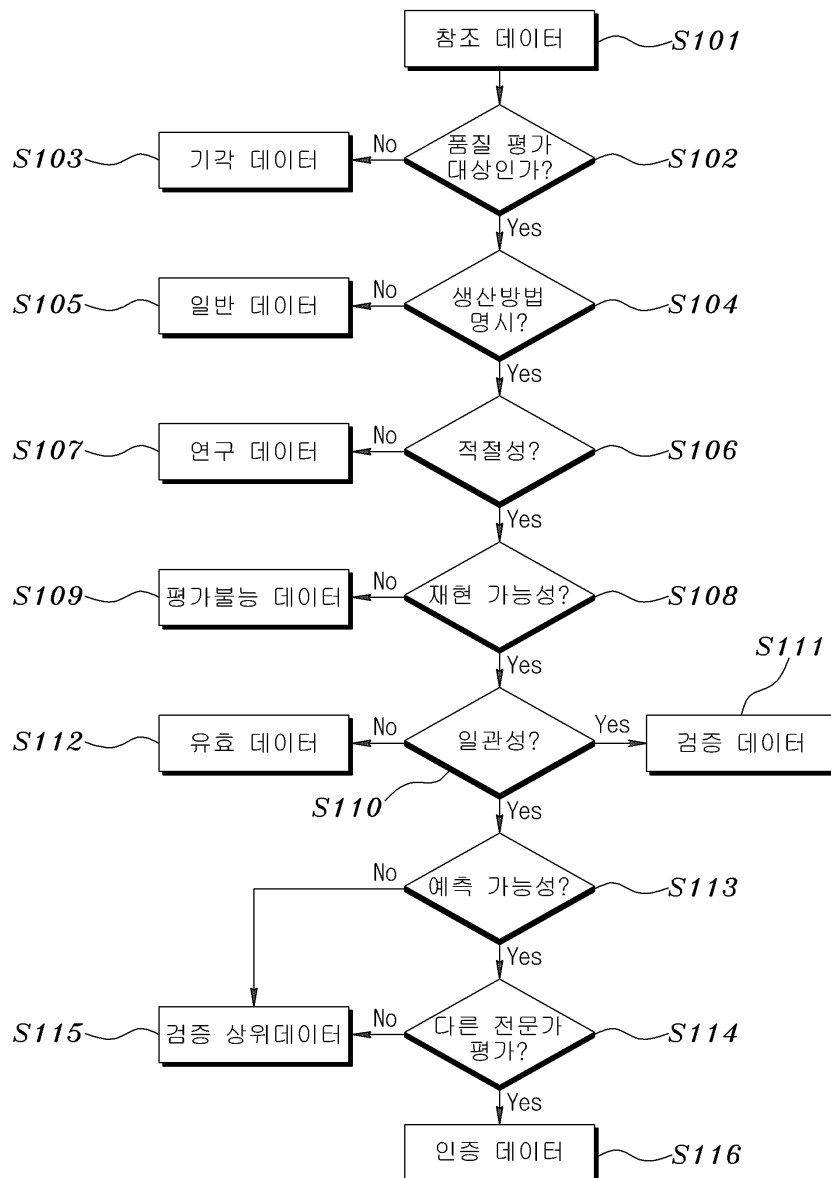 참조 데이터
S101
품질 평가
대상인가?
S102
No
기각 데이터
S103
Yes
생산방법
명시?
S104
No
일반 데이터
S105
Yes
적절성?
S106
No
연구 데이터
S107
Yes
재현 가능성?
S108
No
평가불능 데이터
S109
Yes
일관성?
S110
Yes
검증 데이터
S111
No
유효 데이터
S112
Yes
예측 가능성?
S113
No
Yes
다른 전문가
평가?
S114
No
검증 상위데이터
S115
Yes
인증 데이터
S116